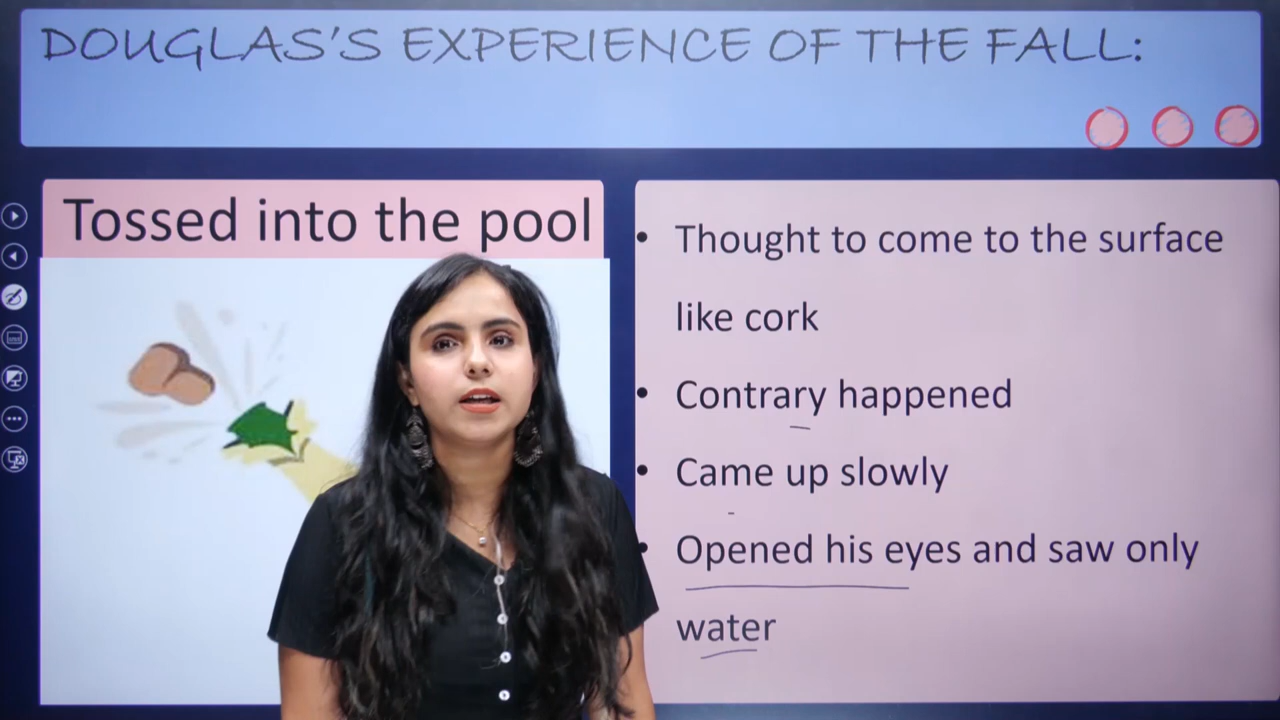 DOUGLAS'S EXPERIENCE OF THE FALL:
Tossed into the pool
• Thought to come to the surface
like cork
• Contrary happened
• Came up slowly
• Opened his eyes and saw only
water